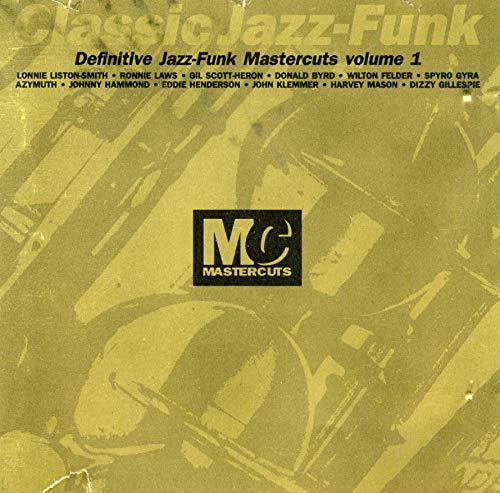 Classic Jazz-Funk
Definitive Jazz-Funk Mastercuts volume 1
LONNIE LISTON-SMITH • RONNIE LAWS • GIL SCOTT-HERON • DONALD BYRD • WILTON FELDER • SPYRO GYRA
AZYMUTH • JOHNNY HAMMOND • EDDIE HENDERSON • JOHN KLEMMER • HARVEY MASON • DIZZY GILLESPIE
Mc
MASTERCUTS